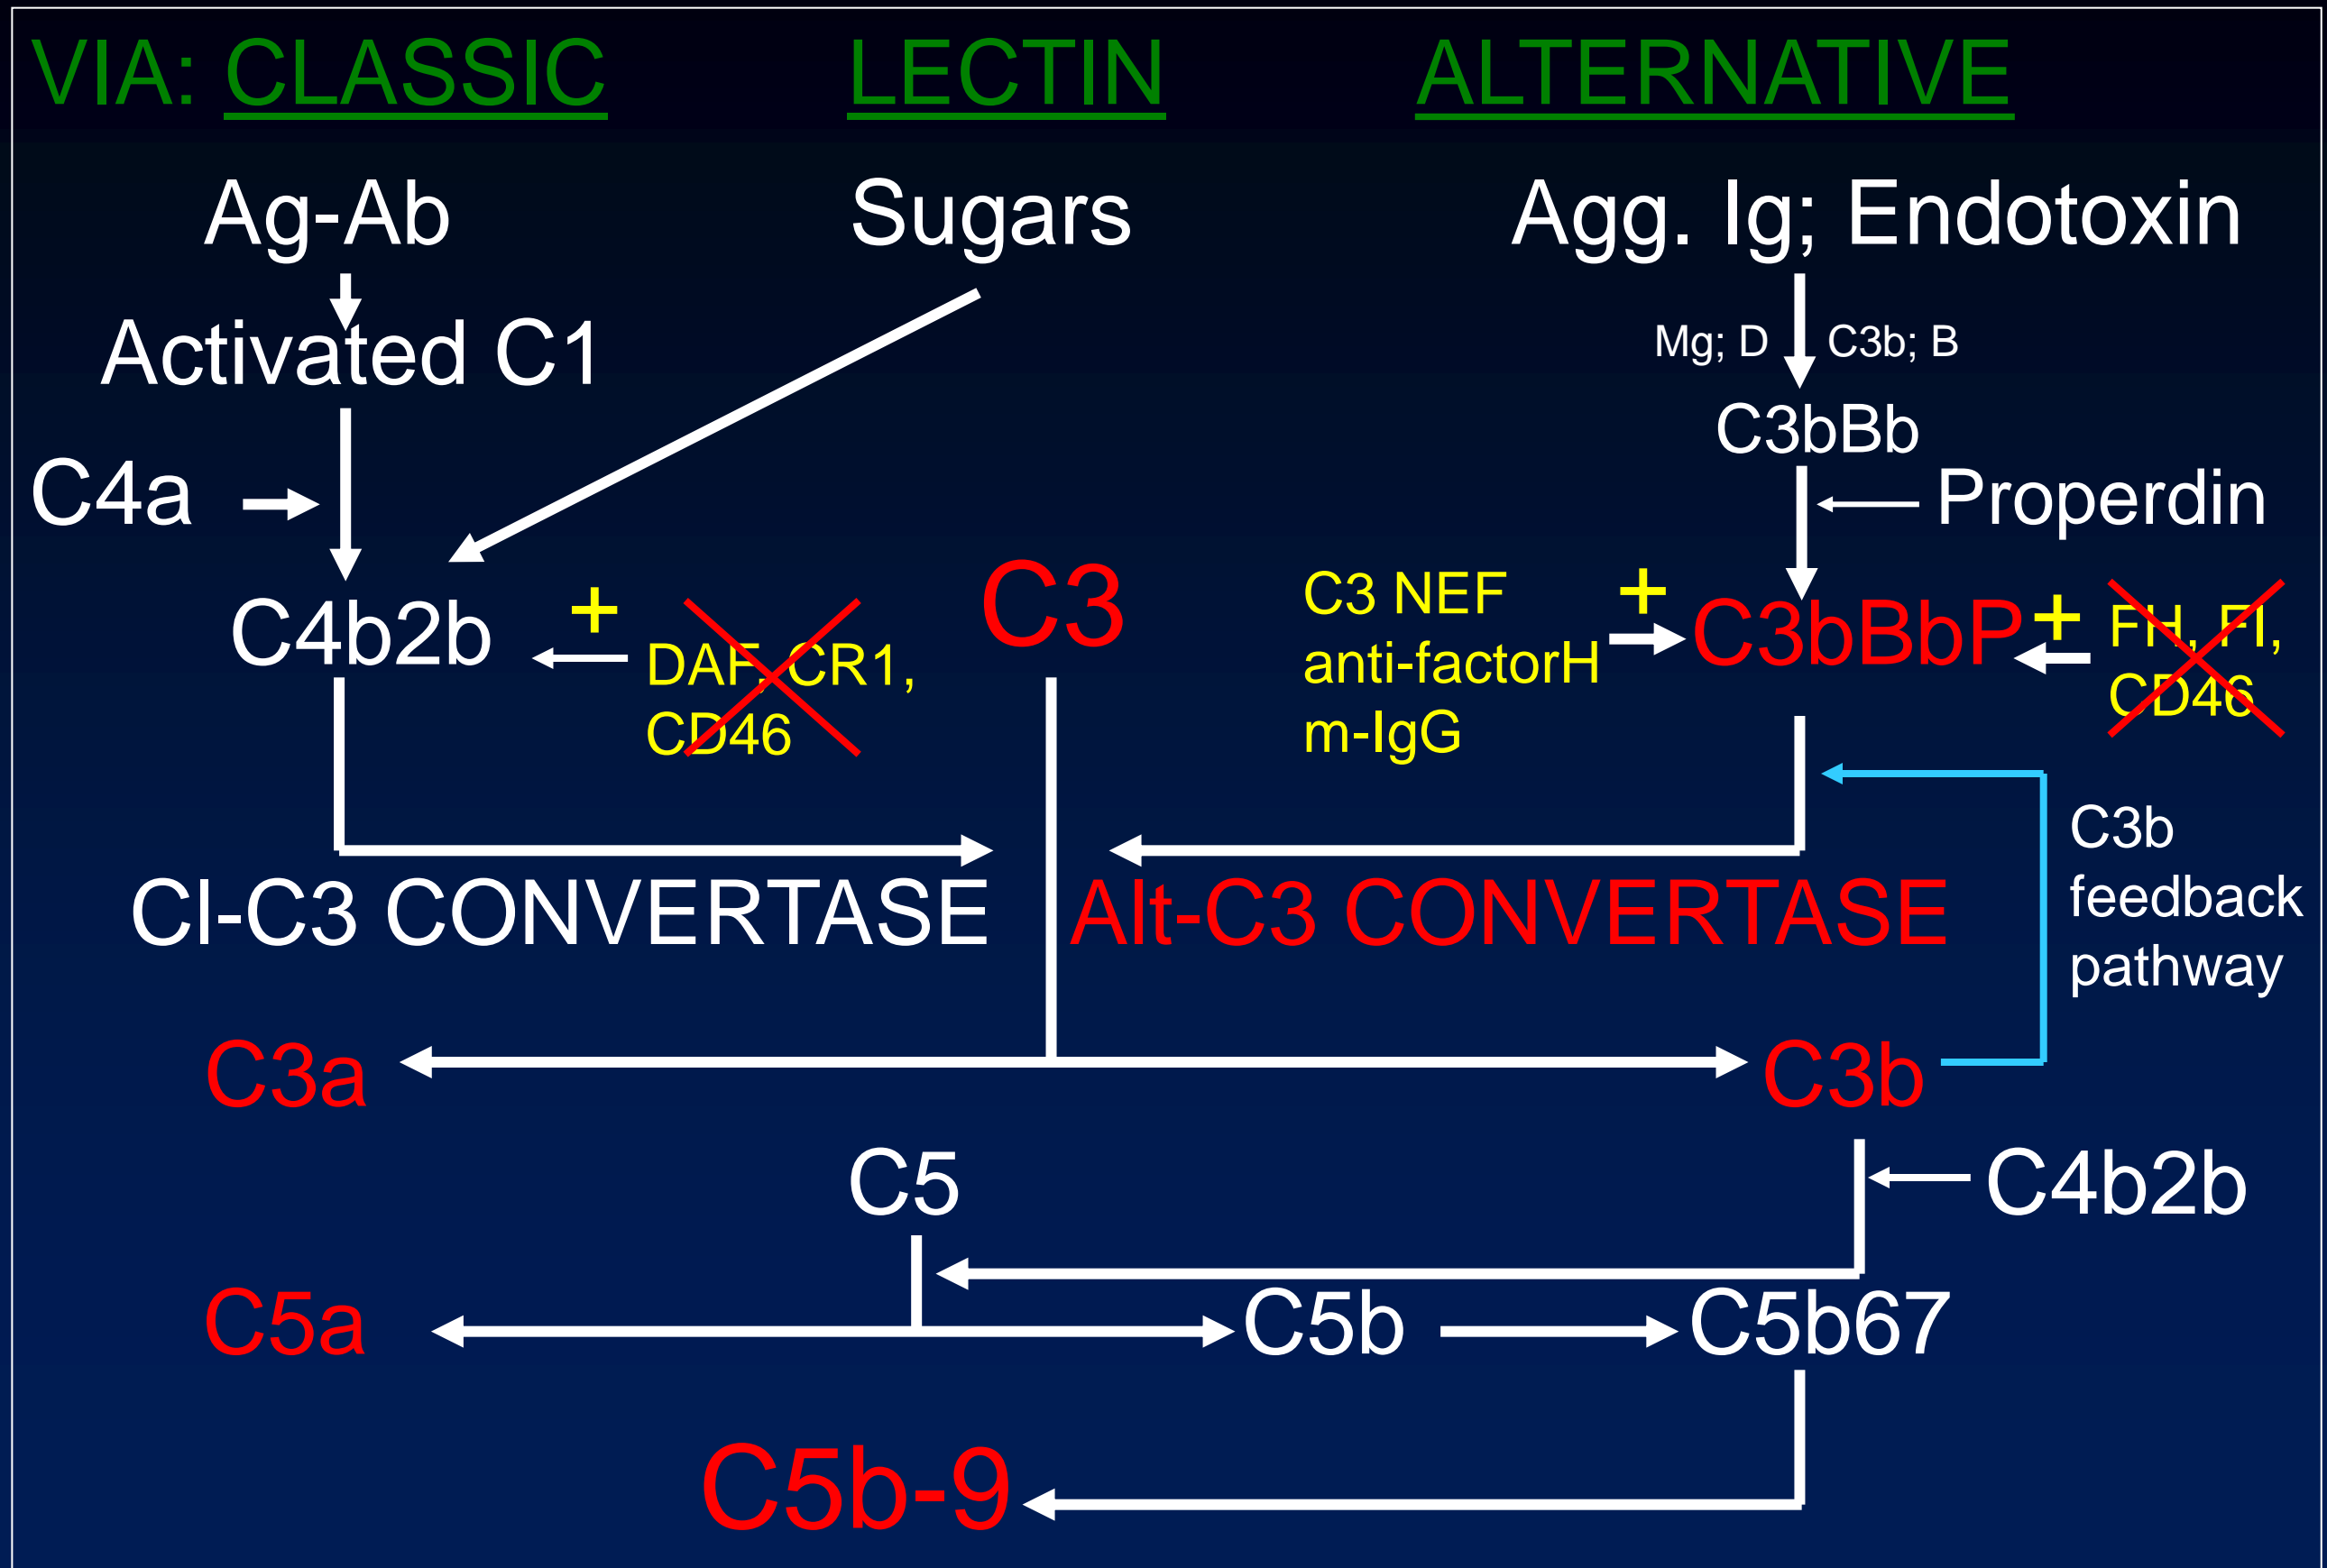 VIA: CLASSIC LECTIN ALTERNATIVE
Ag-Ab Sugars Agg. Ig; Endotoxin
Activated C1 Mg; D C3b; B
C3bBb
C4a Properdin
C4b2b + C3 + C3bBbP +
DAF, CR1,
CD46
C3 NEF
anti-factorH
m-IgG
FH, FI,
CD46
C3b
feedback
pathway
Cl-C3 CONVERTASE Alt-C3 CONVERTASE
C3a C3b
C5 C4b2b
C5a C5b C5b67
C5b-9